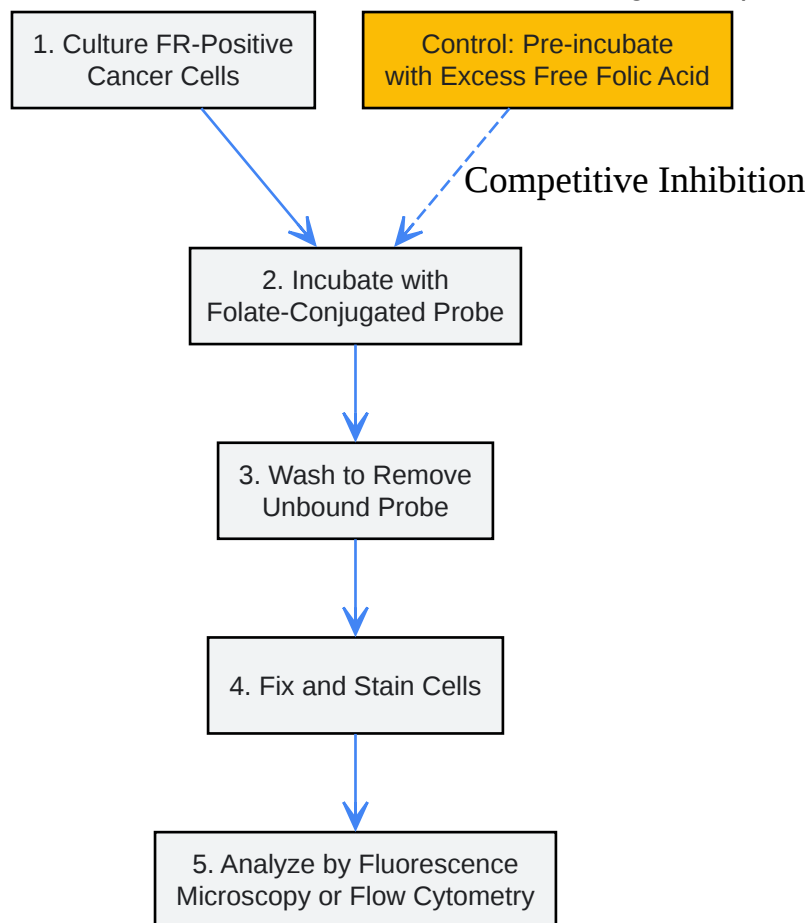 1. Culture FR-Positive
Cancer Cells
Control: Pre-incubate
with Excess Free Folic Acid
Competitive Inhibition
2. Incubate with
Folate-Conjugated Probe
3. Wash to Remove
Unbound Probe
4. Fix and Stain Cells
5. Analyze by Fluorescence
Microscopy or Flow Cytometry